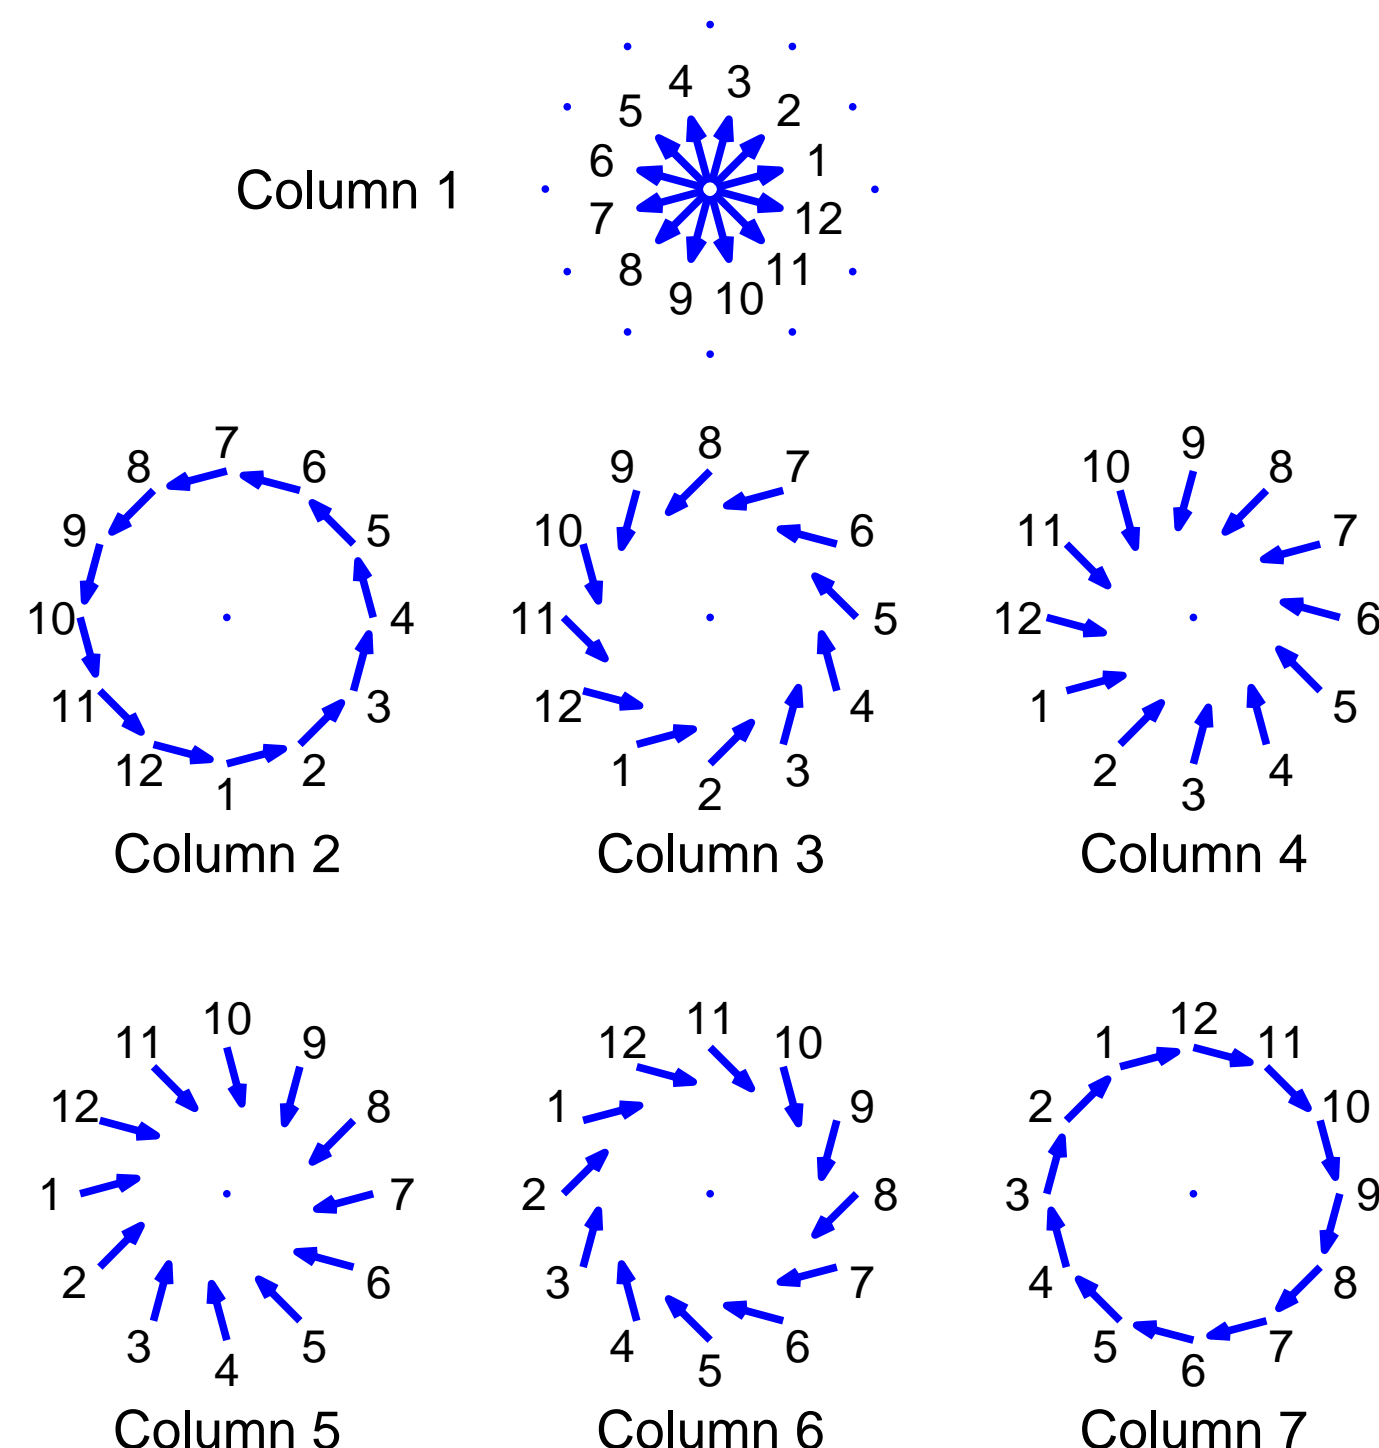 4 3
5 2
6 1
Column 1
7 12
8 11
9 10
7 8 9
8 6 9 7 10 8
9 5 10 6 11 7
10 4 11 5 12 6
11 3 12 4 1 5
12 2 1 3 2 4
1 2 3
Column 2 Column 3 Column 4
10 11 12
11 9 12 10 1 11
12 8 1 9 2 10
1 7 2 8 3 9
2 6 3 7 4 8
3 5 4 6 5 7
4 5 6
Column 5 Column 6 Column 7